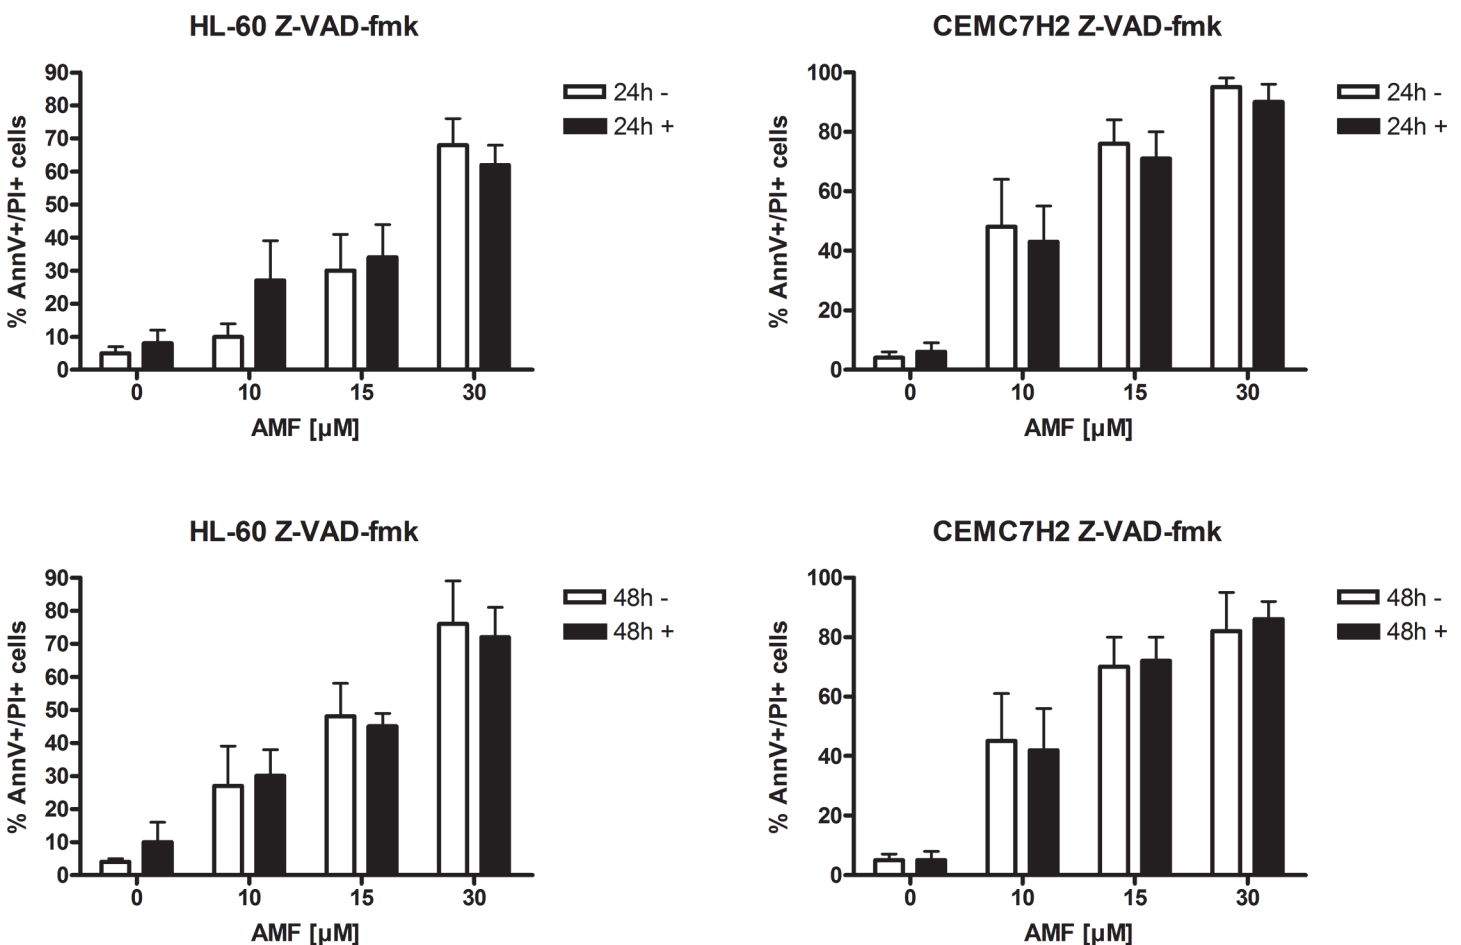 HL-60 Z-VAD-fmk
% AnnV+/PI+ cells
90
80
70
60
50
40
30
20
10
0
0 10 15 30
AMF [µM]
24h -
24h +
CEMC7H2 Z-VAD-fmk
% AnnV+/PI+ cells
100
80
60
40
20
0
0 10 15 30
AMF [µM]
24h -
24h +
HL-60 Z-VAD-fmk
% AnnV+/PI+ cells
90
80
70
60
50
40
30
20
10
0
0 10 15 30
AMF [µM]
48h -
48h +
CEMC7H2 Z-VAD-fmk
% AnnV+/PI+ cells
100
80
60
40
20
0
0 10 15 30
AMF [µM]
48h -
48h +